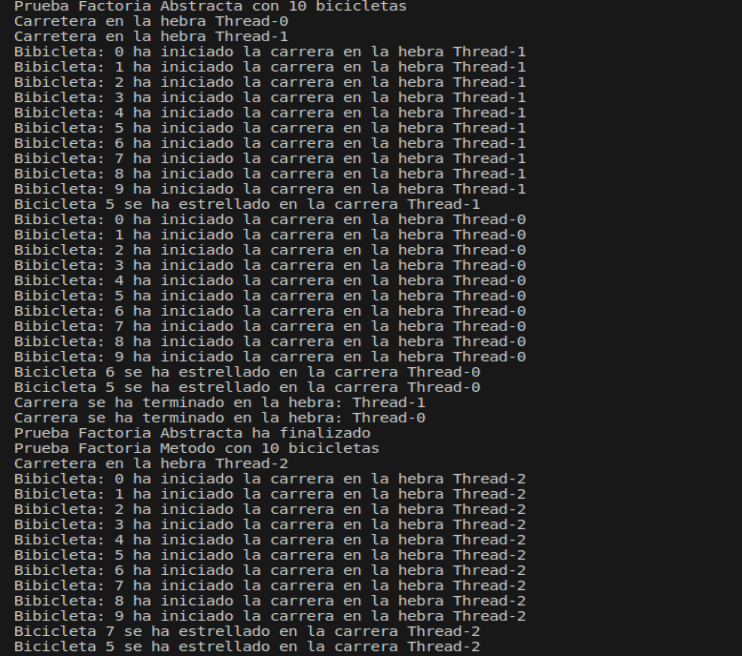 Prueba Factoria Abstracta con 10 bicicletas
Carretera en la hebra Thread-0
Carretera en la hebra Thread-1
Bibicleta: 0 ha iniciado la carrera en la hebra Thread-1
Bibicleta: 1 ha iniciado la carrera en la hebra Thread-1
Bibicleta: 2 ha iniciado la carrera en la hebra Thread-1
Bibicleta: 3 ha iniciado la carrera en la hebra Thread-1
Bibicleta: 4 ha iniciado la carrera en la hebra Thread-1
Bibicleta: 5 ha iniciado la carrera en la hebra Thread-1
Bibicleta: 6 ha iniciado la carrera en la hebra Thread-1
Bibicleta: 7 ha iniciado la carrera en la hebra Thread-1
Bibicleta: 8 ha iniciado la carrera en la hebra Thread-1
Bibicleta: 9 ha iniciado la carrera en la hebra Thread-1
Bicicleta 5 se ha estrellado en la carrera Thread-1
Bibicleta: 0 ha iniciado la carrera en la hebra Thread-0
Bibicleta: 1 ha iniciado la carrera en la hebra Thread-0
Bibicleta: 2 ha iniciado la carrera en la hebra Thread-0
Bibicleta: 3 ha iniciado la carrera en la hebra Thread-0
Bibicleta: 4 ha iniciado la carrera en la hebra Thread-0
Bibicleta: 5 ha iniciado la carrera en la hebra Thread-0
Bibicleta: 6 ha iniciado la carrera en la hebra Thread-0
Bibicleta: 7 ha iniciado la carrera en la hebra Thread-0
Bibicleta: 8 ha iniciado la carrera en la hebra Thread-0
Bibicleta: 9 ha iniciado la carrera en la hebra Thread-0
Bicicleta 6 se ha estrellado en la carrera Thread-0
Bicicleta 5 se ha estrellado en la carrera Thread-0
Carrera se ha terminado en la hebra: Thread-1
Carrera se ha terminado en la hebra: Thread-0
Prueba Factoria Abstracta ha finalizado
Prueba Factoria Metodo con 10 bicicletas
Carretera en la hebra Thread-2
Bibicleta: 0 ha iniciado la carrera en la hebra Thread-2
Bibicleta: 1 ha iniciado la carrera en la hebra Thread-2
Bibicleta: 2 ha iniciado la carrera en la hebra Thread-2
Bibicleta: 3 ha iniciado la carrera en la hebra Thread-2
Bibicleta: 4 ha iniciado la carrera en la hebra Thread-2
Bibicleta: 5 ha iniciado la carrera en la hebra Thread-2
Bibicleta: 6 ha iniciado la carrera en la hebra Thread-2
Bibicleta: 7 ha iniciado la carrera en la hebra Thread-2
Bibicleta: 8 ha iniciado la carrera en la hebra Thread-2
Bibicleta: 9 ha iniciado la carrera en la hebra Thread-2
Bicicleta 7 se ha estrellado en la carrera Thread-2
Bicicleta 5 se ha estrellado en la carrera Thread-2